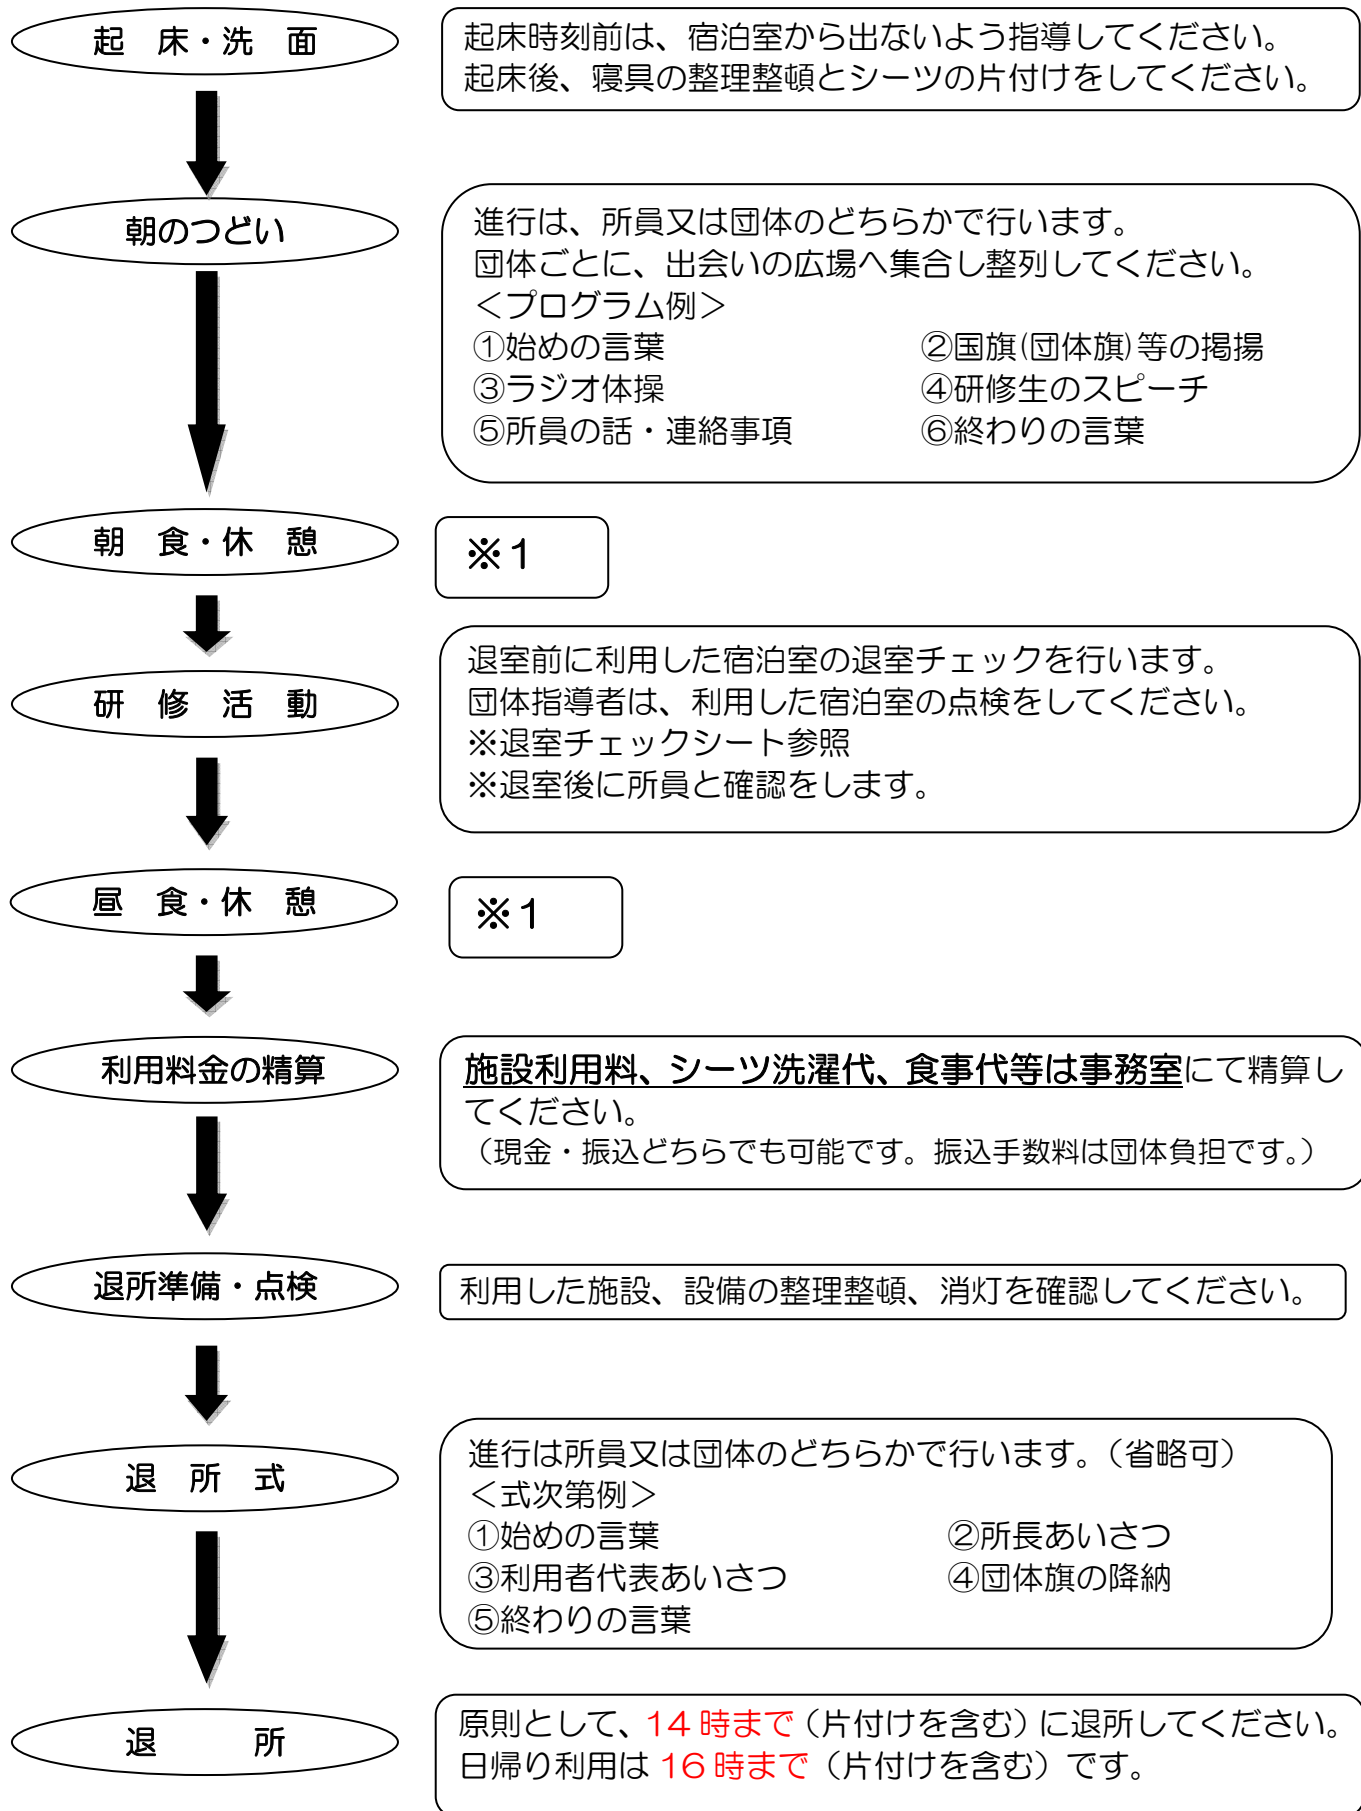 起　床・洗　面
起床時刻前は、宿泊室から出ないよう指導してください。
起床後、寝具の整理整頓とシーツの片付けをしてください。
朝のつどい
進行は、所員又は団体のどちらかで行います。
団体ごとに、出会いの広場へ集合し整列してください。
＜プログラム例＞
①始めの言葉　②国旗(団体旗)等の掲揚
③ラジオ体操　④研修生のスピーチ
⑤所員の話・連絡事項　⑥終わりの言葉
朝　食・休　憩
※1
研　修　活　動
退室前に利用した宿泊室の退室チェックを行います。
団体指導者は、利用した宿泊室の点検をしてください。
※退室チェックシート参照
※退室後に所員と確認をします。
昼　食・休　憩
※1
利用料金の精算
施設利用料、シーツ洗濯代、食事代等は事務室にて精算し
てください。
（現金・振込どちらでも可能です。振込手数料は団体負担です。）
退所準備・点検
利用した施設、設備の整理整頓、消灯を確認してください。
退　所　式
進行は所員又は団体のどちらかで行います。（省略可）
＜式次第例＞
①始めの言葉　②所長あいさつ
③利用者代表あいさつ　④団体旗の降納
⑤終わりの言葉
退　　　所
原則として、14 時まで（片付けを含む）に退所してください。
日帰り利用は 16 時まで（片付けを含む）です。